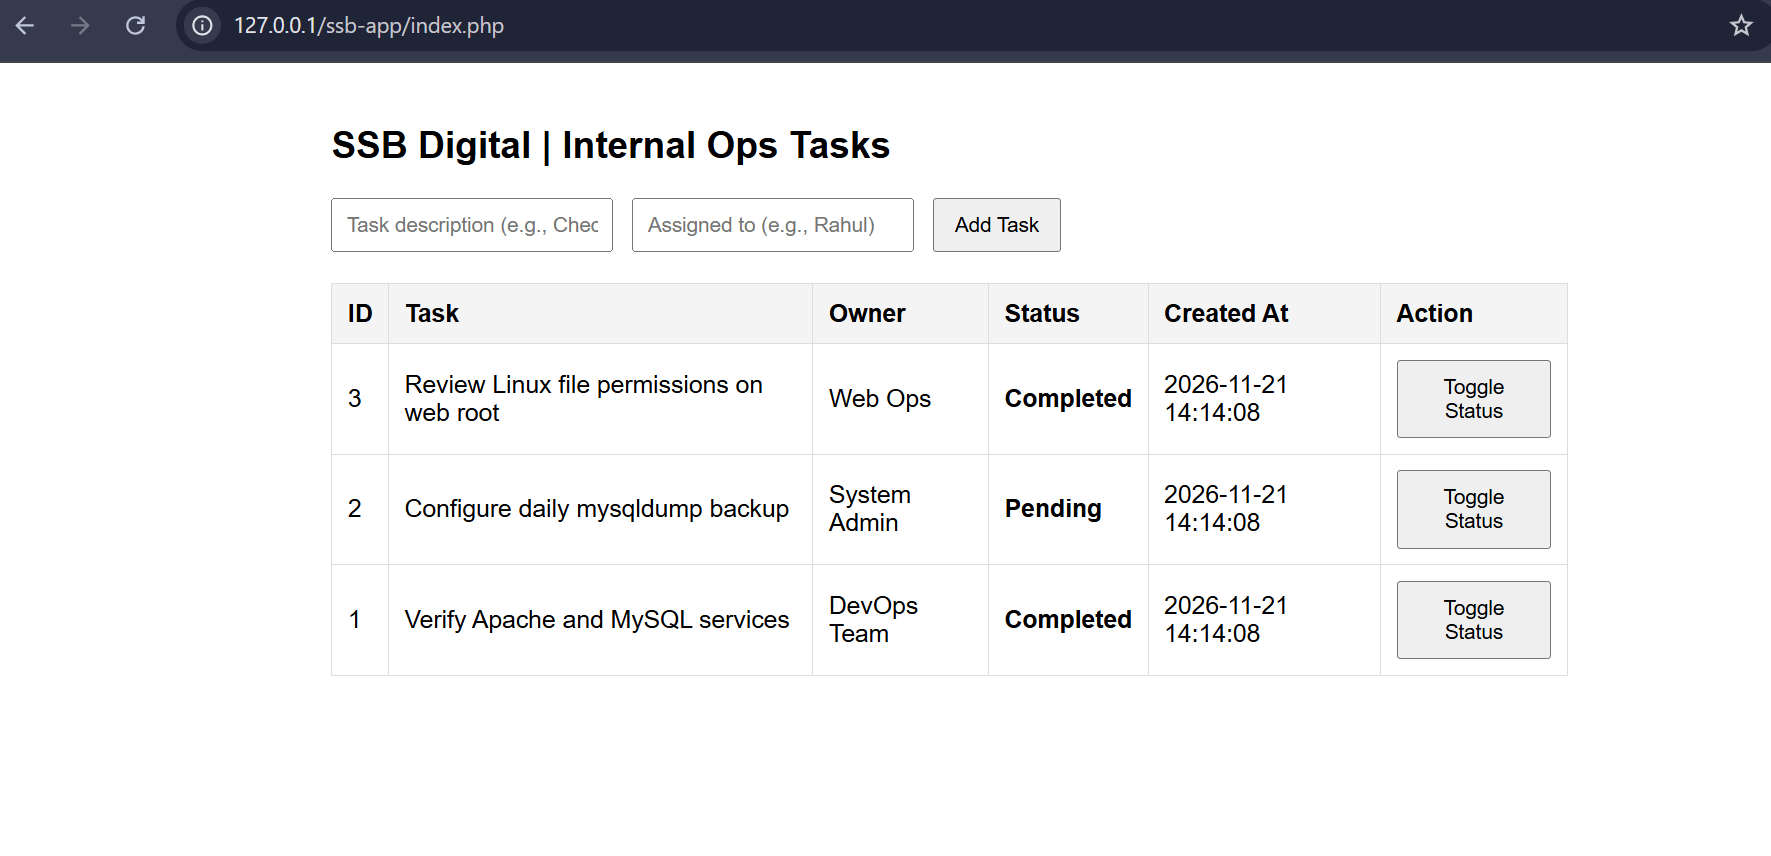 127.0.0.1/ssb-app/index.php
SSB Digital | Internal Ops Tasks
Task description (e.g., Chec
Assigned to (e.g., Rahul)
Add Task
ID
Task
Owner
Status
Created At
Action
3
Review Linux file permissions on
web root
Web Ops
Completed
2026-11-21
14:14:08
Toggle
Status
2
Configure daily mysqldump backup
System
Admin
Pending
2026-11-21
14:14:08
Toggle
Status
1
Verify Apache and MySQL services
DevOps
Team
Completed
2026-11-21
14:14:08
Toggle
Status